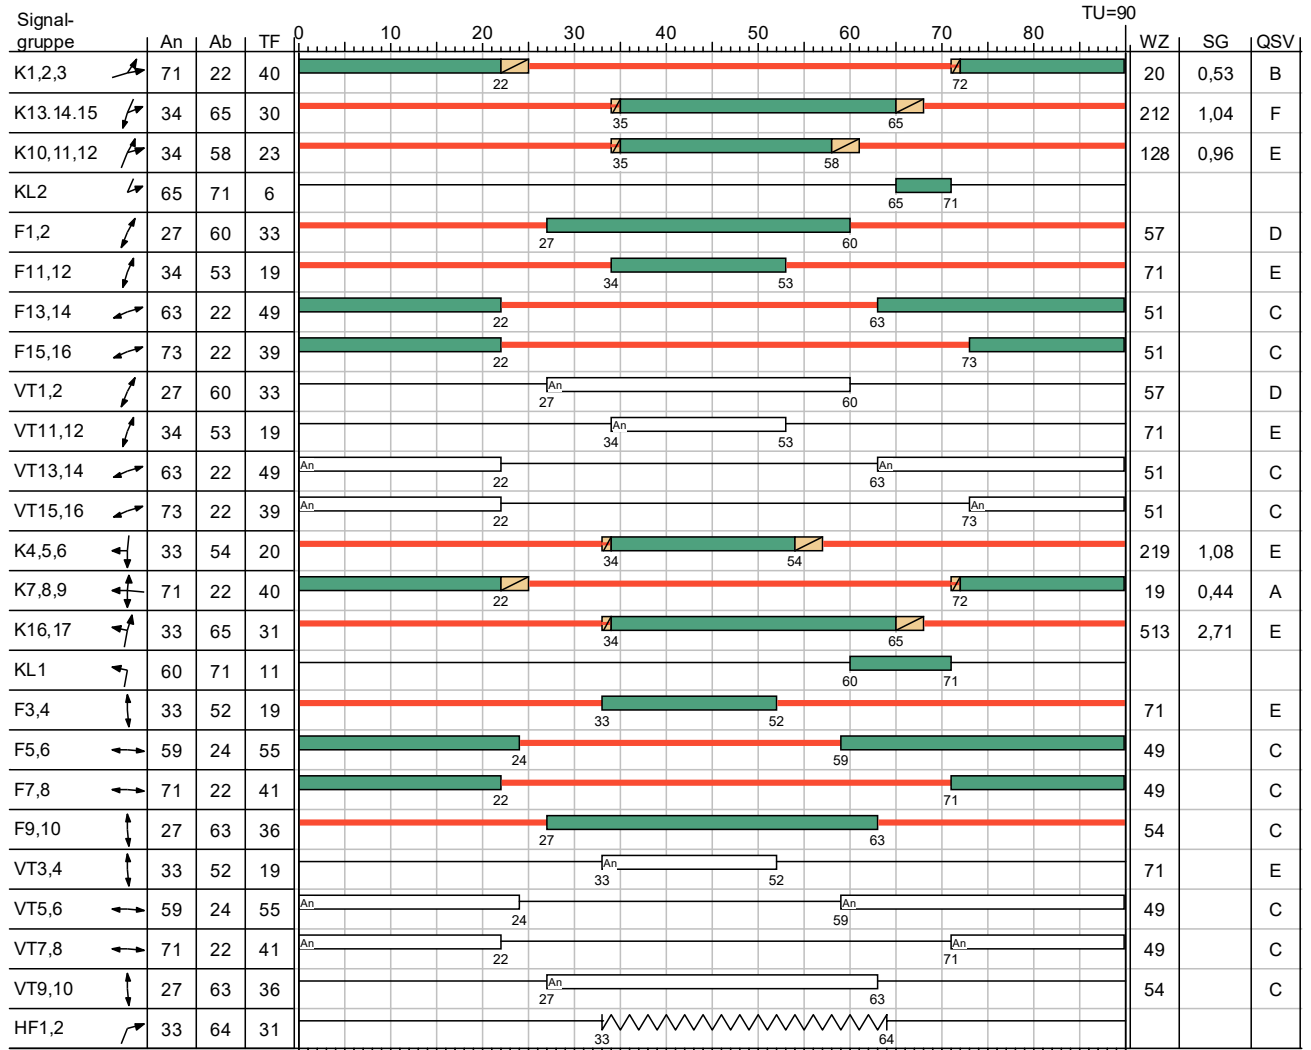 TU=90
Signal-
gruppe An Ab TF 0 10 20 30 40 50 60 70 80 WZ SG QSV
K1,2,3 71 22 40 20 0,53 B
22 72
K13.14.15 34 65 30 212 1,04 F
35 65
K10,11,12 34 58 23 128 0,96 E
35 58
KL2 65 71 6
65 71
F1,2 27 60 33 57 D
27 60
F11,12 34 53 19 71 E
34 53
F13,14 63 22 49 51 C
22 63
F15,16 73 22 39 51 C
22 73
VT1,2 27 60 33 An 57 D
27 60
VT11,12 34 53 19 An 71 E
34 53
VT13,14 63 22 49 An An 51 C
22 63
VT15,16 73 22 39 An An 51 C
22 73
K4,5,6 33 54 20 219 1,08 E
34 54
K7,8,9 71 22 40 19 0,44 A
22 72
K16,17 33 65 31 513 2,71 E
34 65
KL1 60 71 11
60 71
F3,4 33 52 19 71 E
33 52
F5,6 59 24 55 49 C
24 59
F7,8 71 22 41 49 C
22 71
F9,10 27 63 36 54 C
27 63
VT3,4 33 52 19 An 71 E
33 52
VT5,6 59 24 55 An An 49 C
24 59
VT7,8 71 22 41 An An 49 C
22 71
VT9,10 27 63 36 An 54 C
27 63
HF1,2 33 64 31
33 64